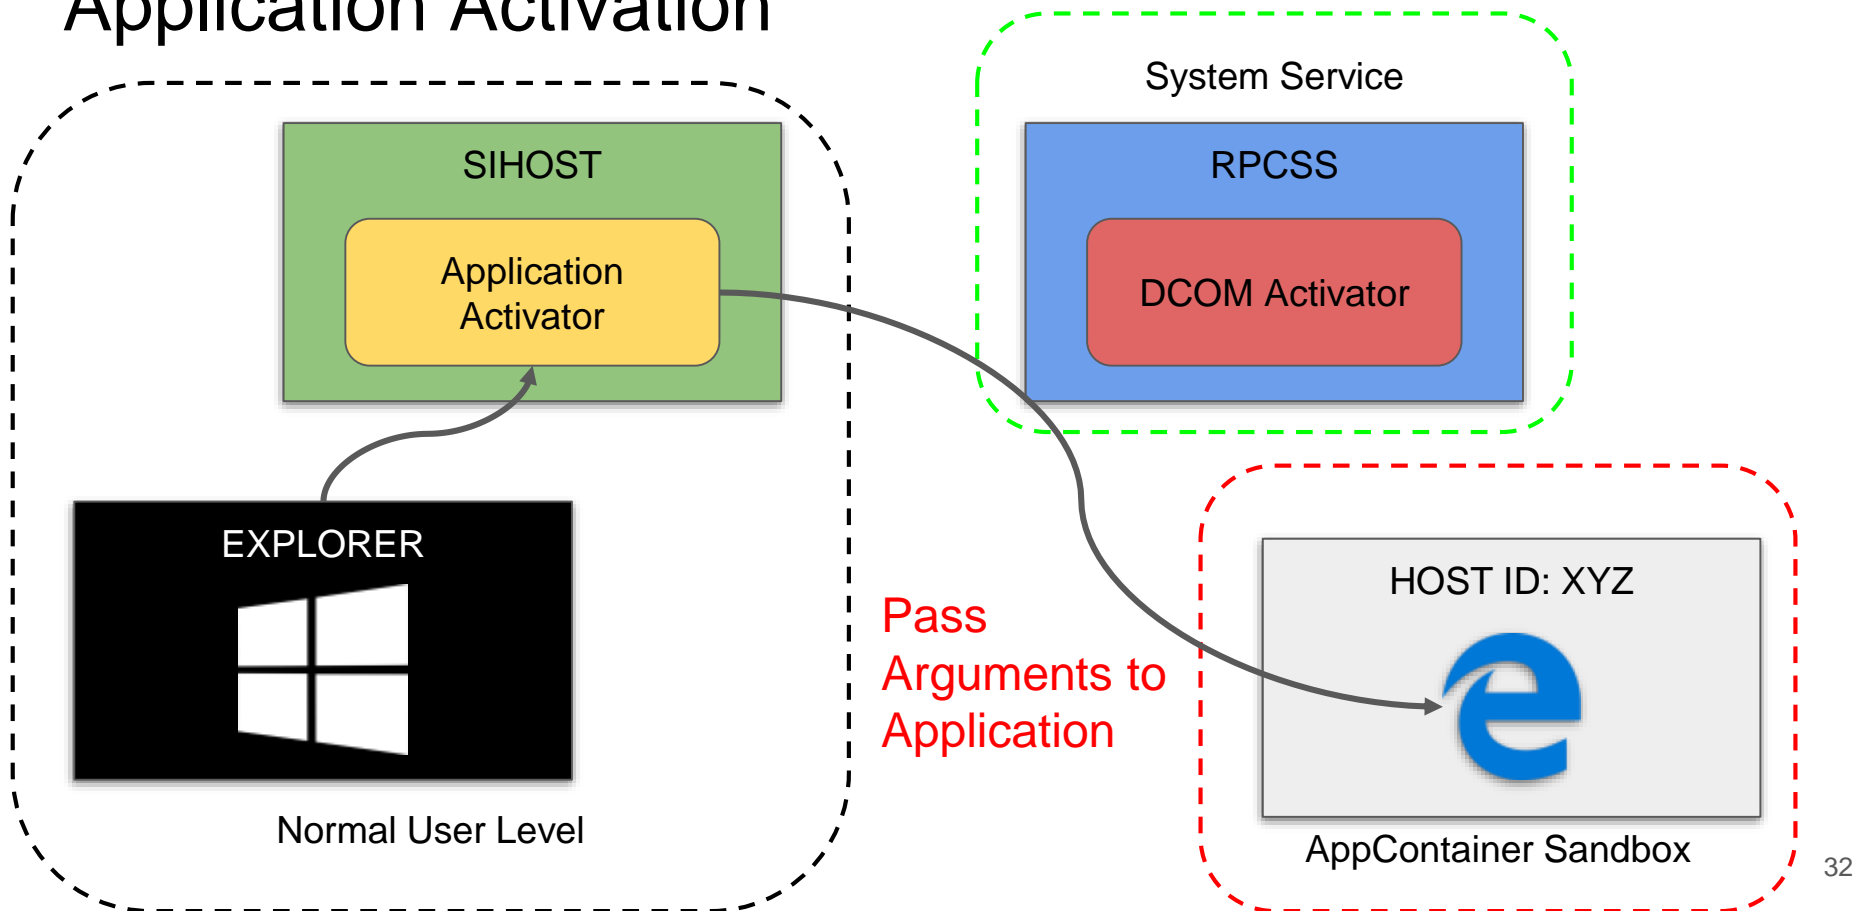 Application Activation
System Service
SIHOST
RPCSS
Application
Activator
DCOM Activator
EXPLORER
HOST ID: XYZ
Pass
Arguments to
Application
Normal User Level
AppContainer Sandbox
32